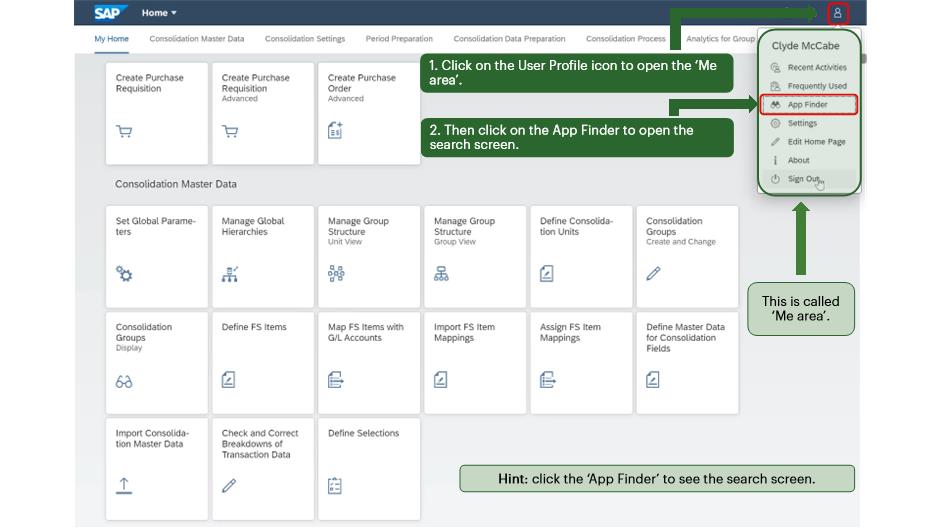 SAP Home
My Home Consolidation Master Data Consolidation Settings Period Preparation Consolidation Data Preparation Consolidation Process Analytics for Group
Clyde McCabe
Recent Activities
Frequently Used
App Finder
Settings
Edit Home Page
About
Sign Out
1. Click on the User Profile icon to open the ‘Me
area’.
2. Then click on the App Finder to open the
search screen.
Create Purchase
Requisition
Create Purchase
Requisition
Advanced
Create Purchase
Order
Advanced
Consolidation Master Data
Set Global Parame-
ters
Manage Global
Hierarchies
Manage Group
Structure
Unit View
Manage Group
Structure
Group View
Define Consolida-
tion Units
Consolidation
Groups
Create and Change
This is called
‘Me area’.
Consolidation
Groups
Display
Define FS Items
Map FS Items with
G/L Accounts
Import FS Item
Mappings
Assign FS Item
Mappings
Define Master Data
for Consolidation
Fields
Import Consolida-
tion Master Data
Check and Correct
Breakdowns of
Transaction Data
Define Selections
Hint: click the ‘App Finder’ to see the search screen.